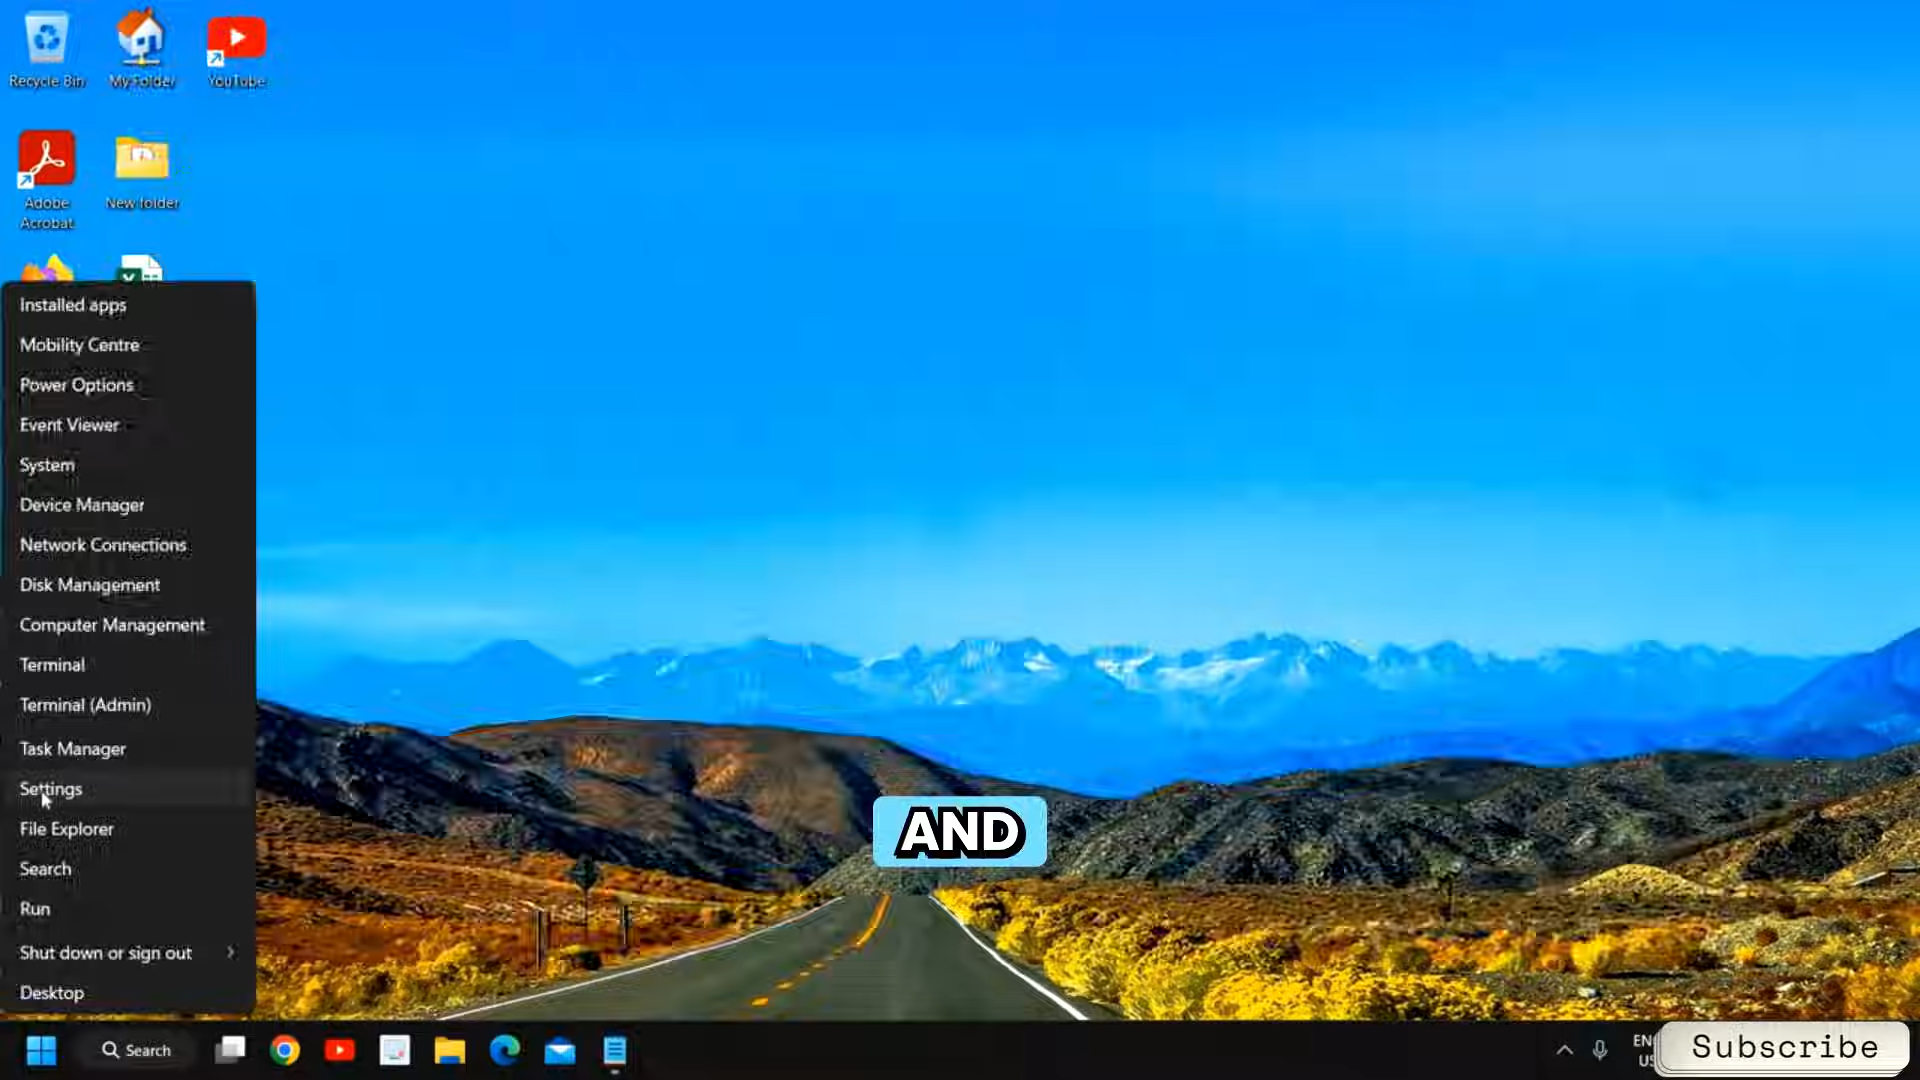 Recycle Bin
My Folder
YouTube
Adobe
Acrobat
New folder
Installed apps
Mobility Centre
Power Options
Event Viewer
System
Device Manager
Network Connections
Disk Management
Computer Management
Terminal
Terminal (Admin)
Task Manager
Settings
File Explorer
Search
Run
Shut down or sign out
Desktop
AND
Search
EN
US
Subscribe